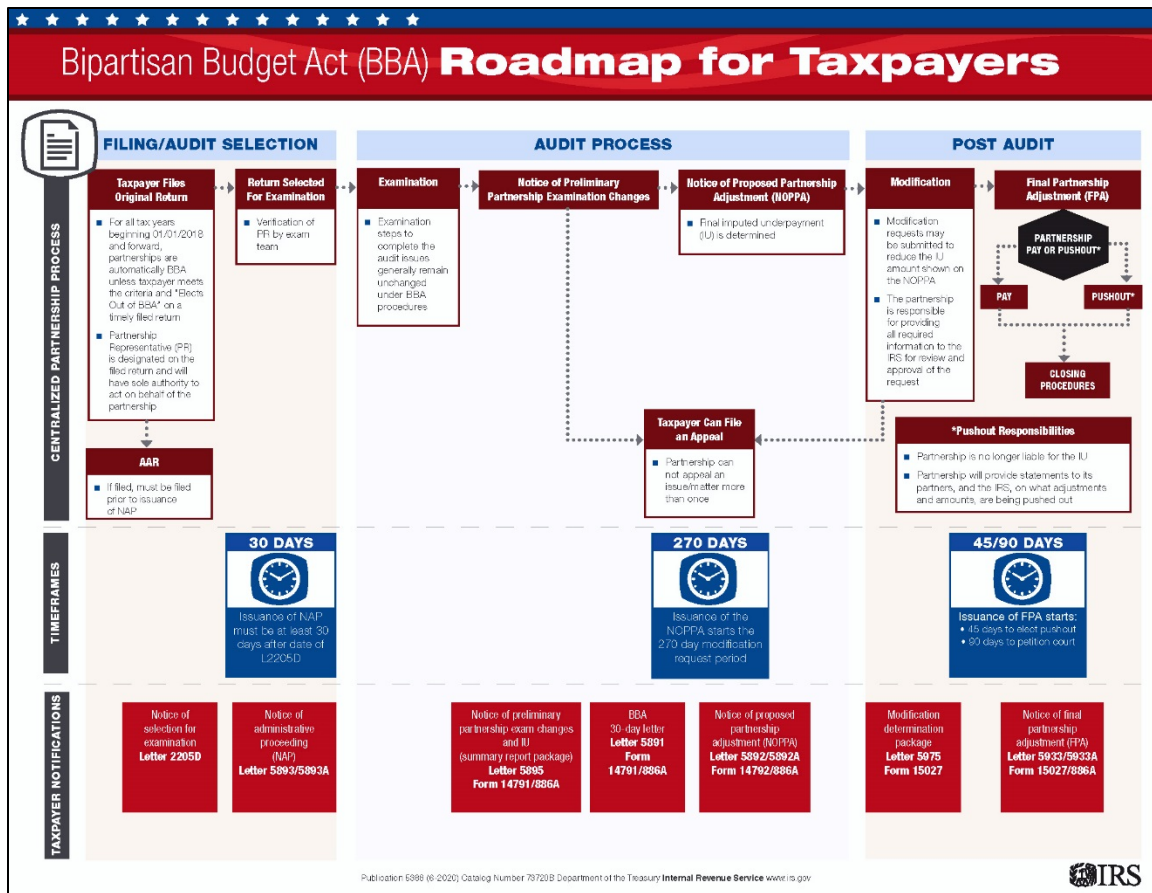 Bipartisan Budget Act (BBA) Roadmap for Taxpayers
FILING/AUDIT SELECTION
AUDIT PROCESS
POST AUDIT
CENTRALIZED PARTNERSHIP PROCESS
Taxpayer Files
Original Return
■ For all tax years
beginning 01/01/2018
and forward,
partnerships are
automatically BBA
unless taxpayer meets
the criteria and "Elects
Out of BBA" on a
timely filed return
■ Partnership
Representative (PR)
is designated on the
filed return and will
have sole authority to
act on behalf of the
partnership
AAR
■ If filed, must be filed
prior to issuance
of NAP
Return Selected
For Examination
■ Verification of
PR by exam
team
Examination
■ Examination
steps to
complete the
audit issues
generally remain
unchanged
under BBA
procedures
Notice of Preliminary
Partnership Examination Changes
Notice of Proposed Partnership
Adjustment (NOPPA)
■ Final imputed underpayment
(IU) is determined
Taxpayer Can File
an Appeal
■ Partnership can
not appeal an
issue/matter more
than once
Modification
■ Modification
requests may
be submitted to
reduce the IU
amount shown on
the NOPPA
■ The partnership
is responsible
for providing
all required
information to the
IRS for review and
approval of the
request
Final Partnership
Adjustment (FPA)
PARTNERSHIP
PAY OR PUSHOUT*
PAY
PUSHOUT*
CLOSING
PROCEDURES
*Pushout Responsibilities
■ Partnership is no longer liable for the IU
■ Partnership will provide statements to its
partners, and the IRS, on what adjustments
and amounts, are being pushed out
TIMEFRAMES
30 DAYS
Issuance of NAP
must be at least 30
days after date of
L2205D
270 DAYS
Issuance of the
NOPPA starts the
270 day modification
request period
45/90 DAYS
Issuance of FPA starts:
• 45 days to elect pushout
• 90 days to petition court
TAXPAYER NOTIFICATIONS
Notice of
selection for
examination
Letter 2205D
Notice of
administrative
proceeding
(NAP)
Letter 5893/5893A
Notice of preliminary
partnership exam changes
and IU
(summary report package)
Letter 5895
Form 14791/886A
BBA
30-day letter
Letter 5891
Form
14791/886A
Notice of proposed
partnership
adjustment (NOPPA)
Letter 5892/5892A
Form 14792/886A
Modification
determination
package
Letter 5975
Form 15027
Notice of final
partnership
adjustment (FPA)
Letter 5933/5933A
Form 15027/886A
Publication 5388 (6-2020) Catalog Number 73720B Department of the Treasury Internal Revenue Service www.irs.gov
IRS